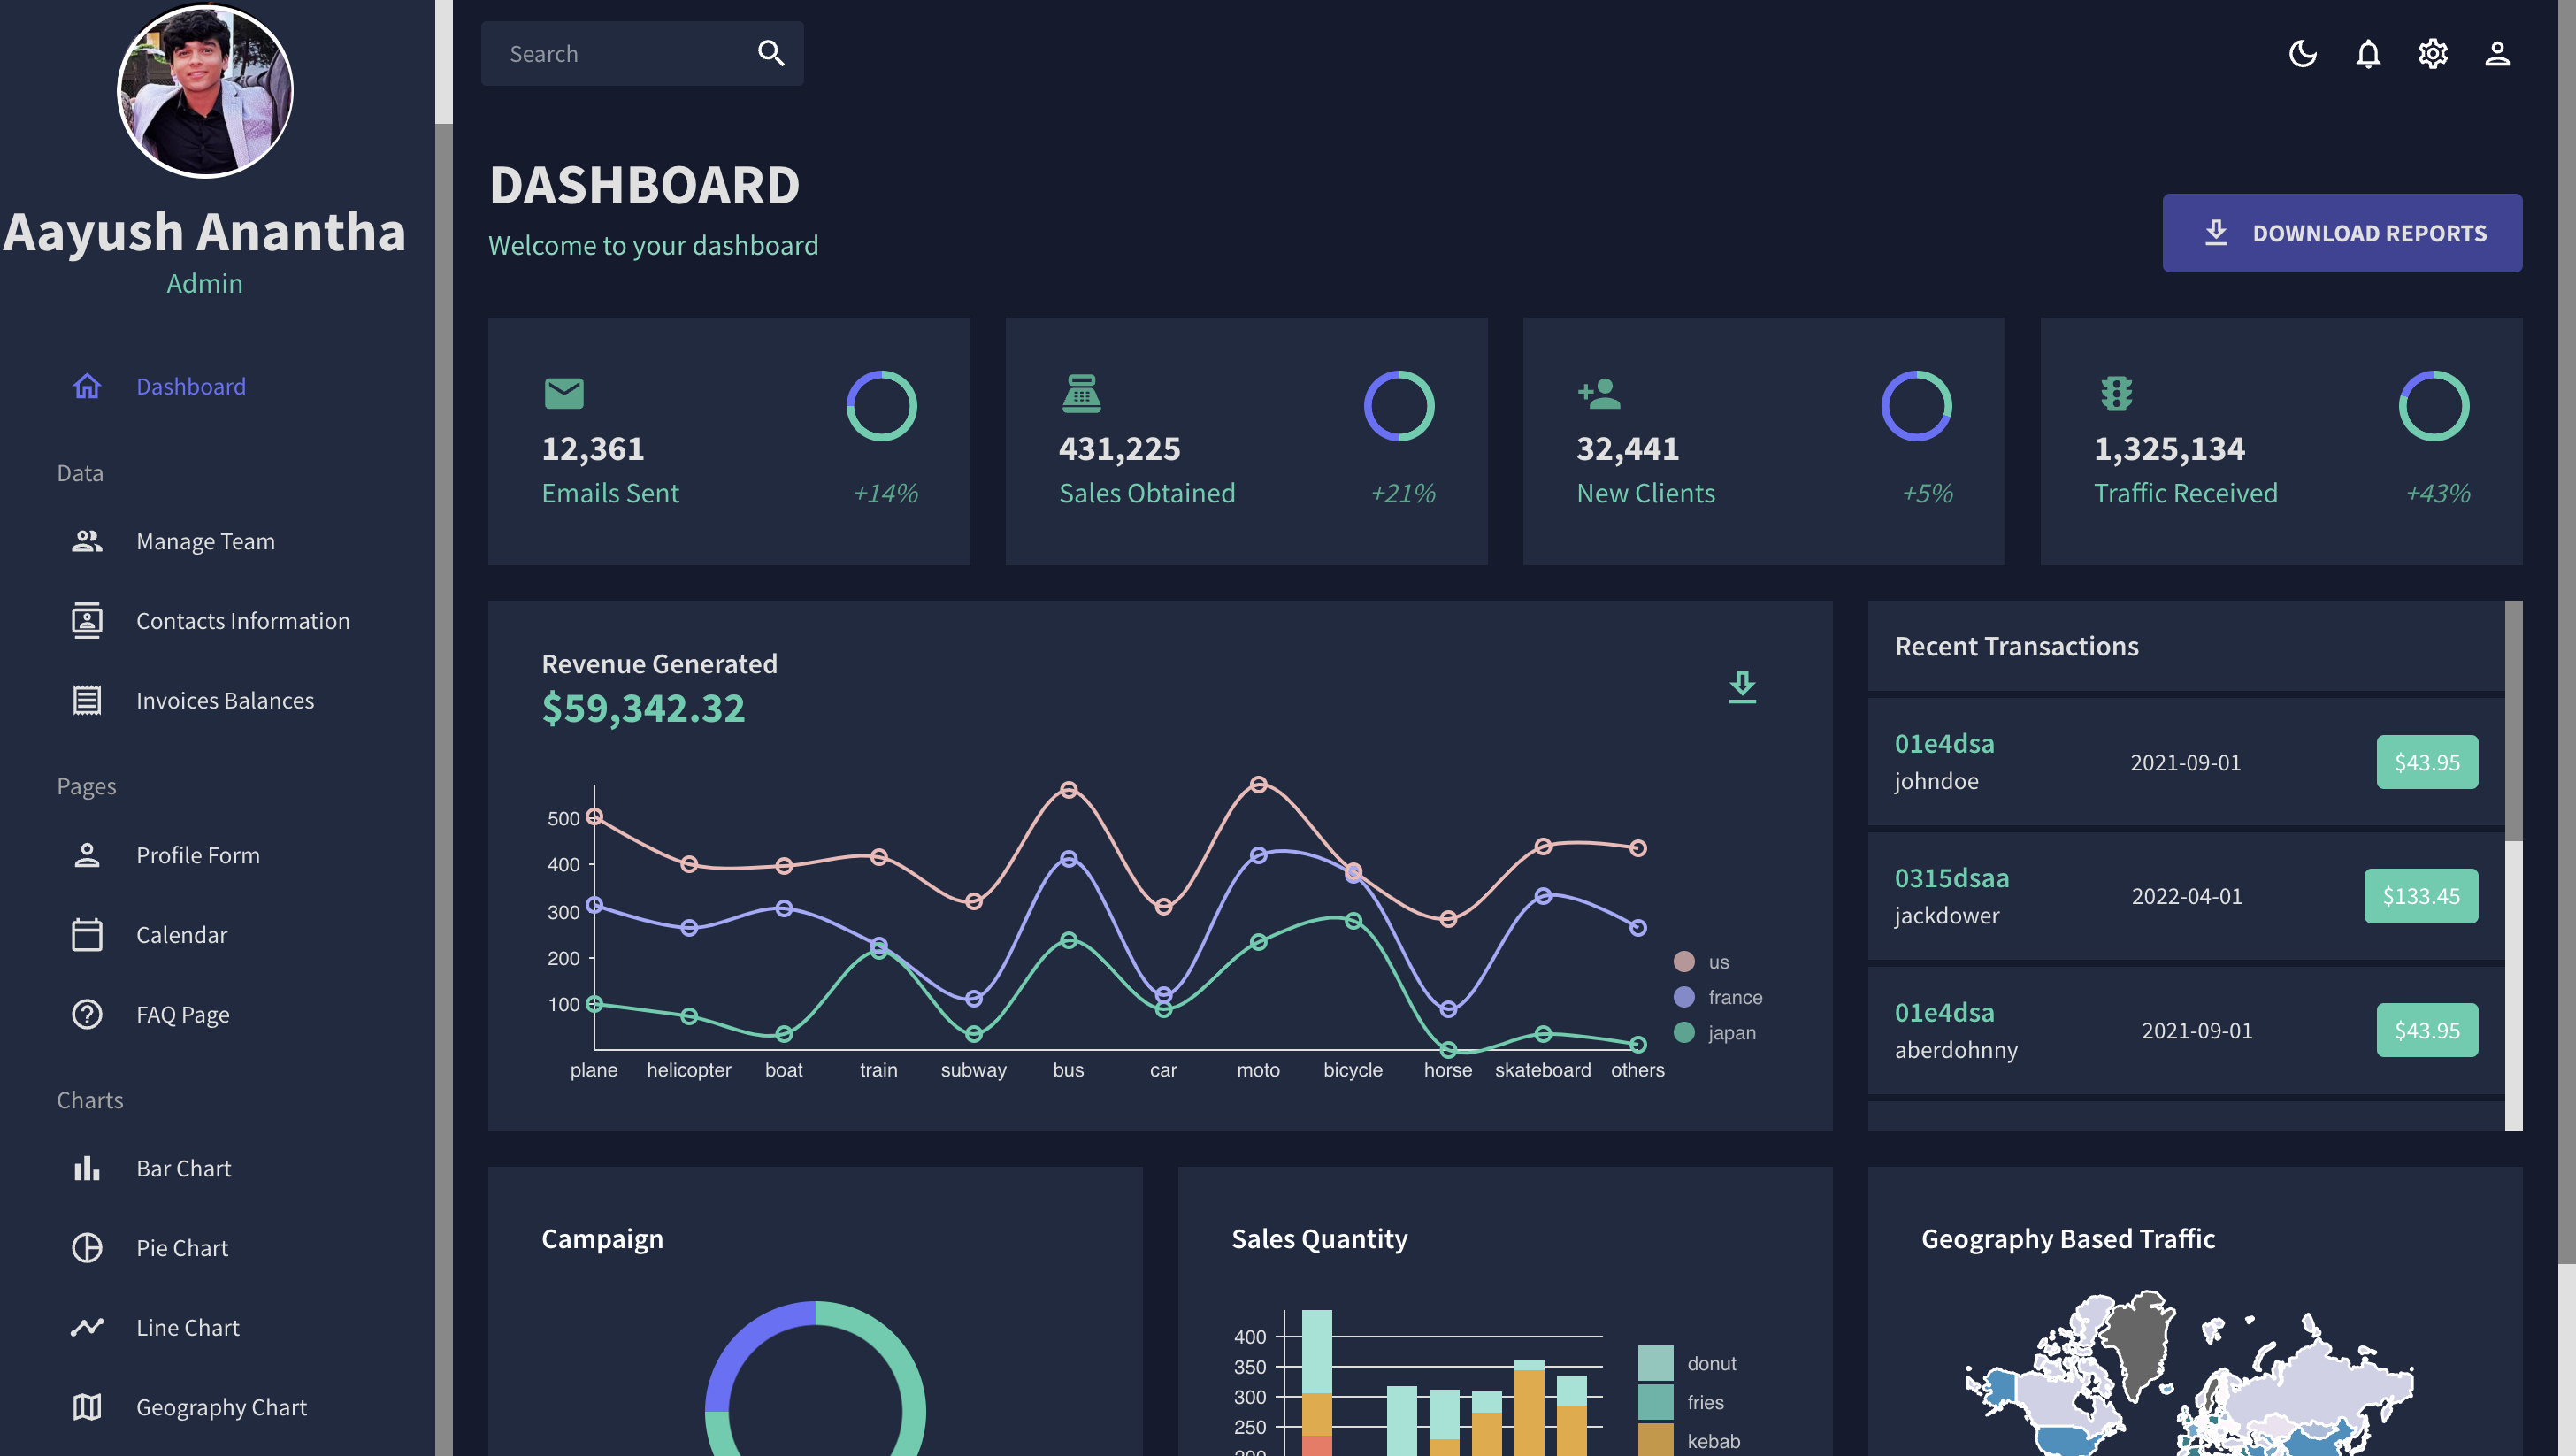 Aayush Anantha
Admin
Dashboard
Data
Manage Team
Contacts Information
Invoices Balances
Pages
Profile Form
Calendar
FAQ Page
Charts
Bar Chart
Pie Chart
Line Chart
Geography Chart
Search
DASHBOARD
Welcome to your dashboard
DOWNLOAD REPORTS
12,361
Emails Sent +14%
431,225
Sales Obtained +21%
32,441
New Clients +5%
1,325,134
Traffic Received +43%
Revenue Generated
$59,342.32
500
400
300
200
100
plane helicopter boat train subway bus car moto bicycle horse skateboard others
us
france
japan
Recent Transactions
01e4dsa
johndoe
2021-09-01
$43.95
0315dsaa
jackdower
2022-04-01
$133.45
01e4dsa
aberdohnny
2021-09-01
$43.95
Campaign
Sales Quantity
400
350
300
250
200
donut
fries
kebab
Geography Based Traffic